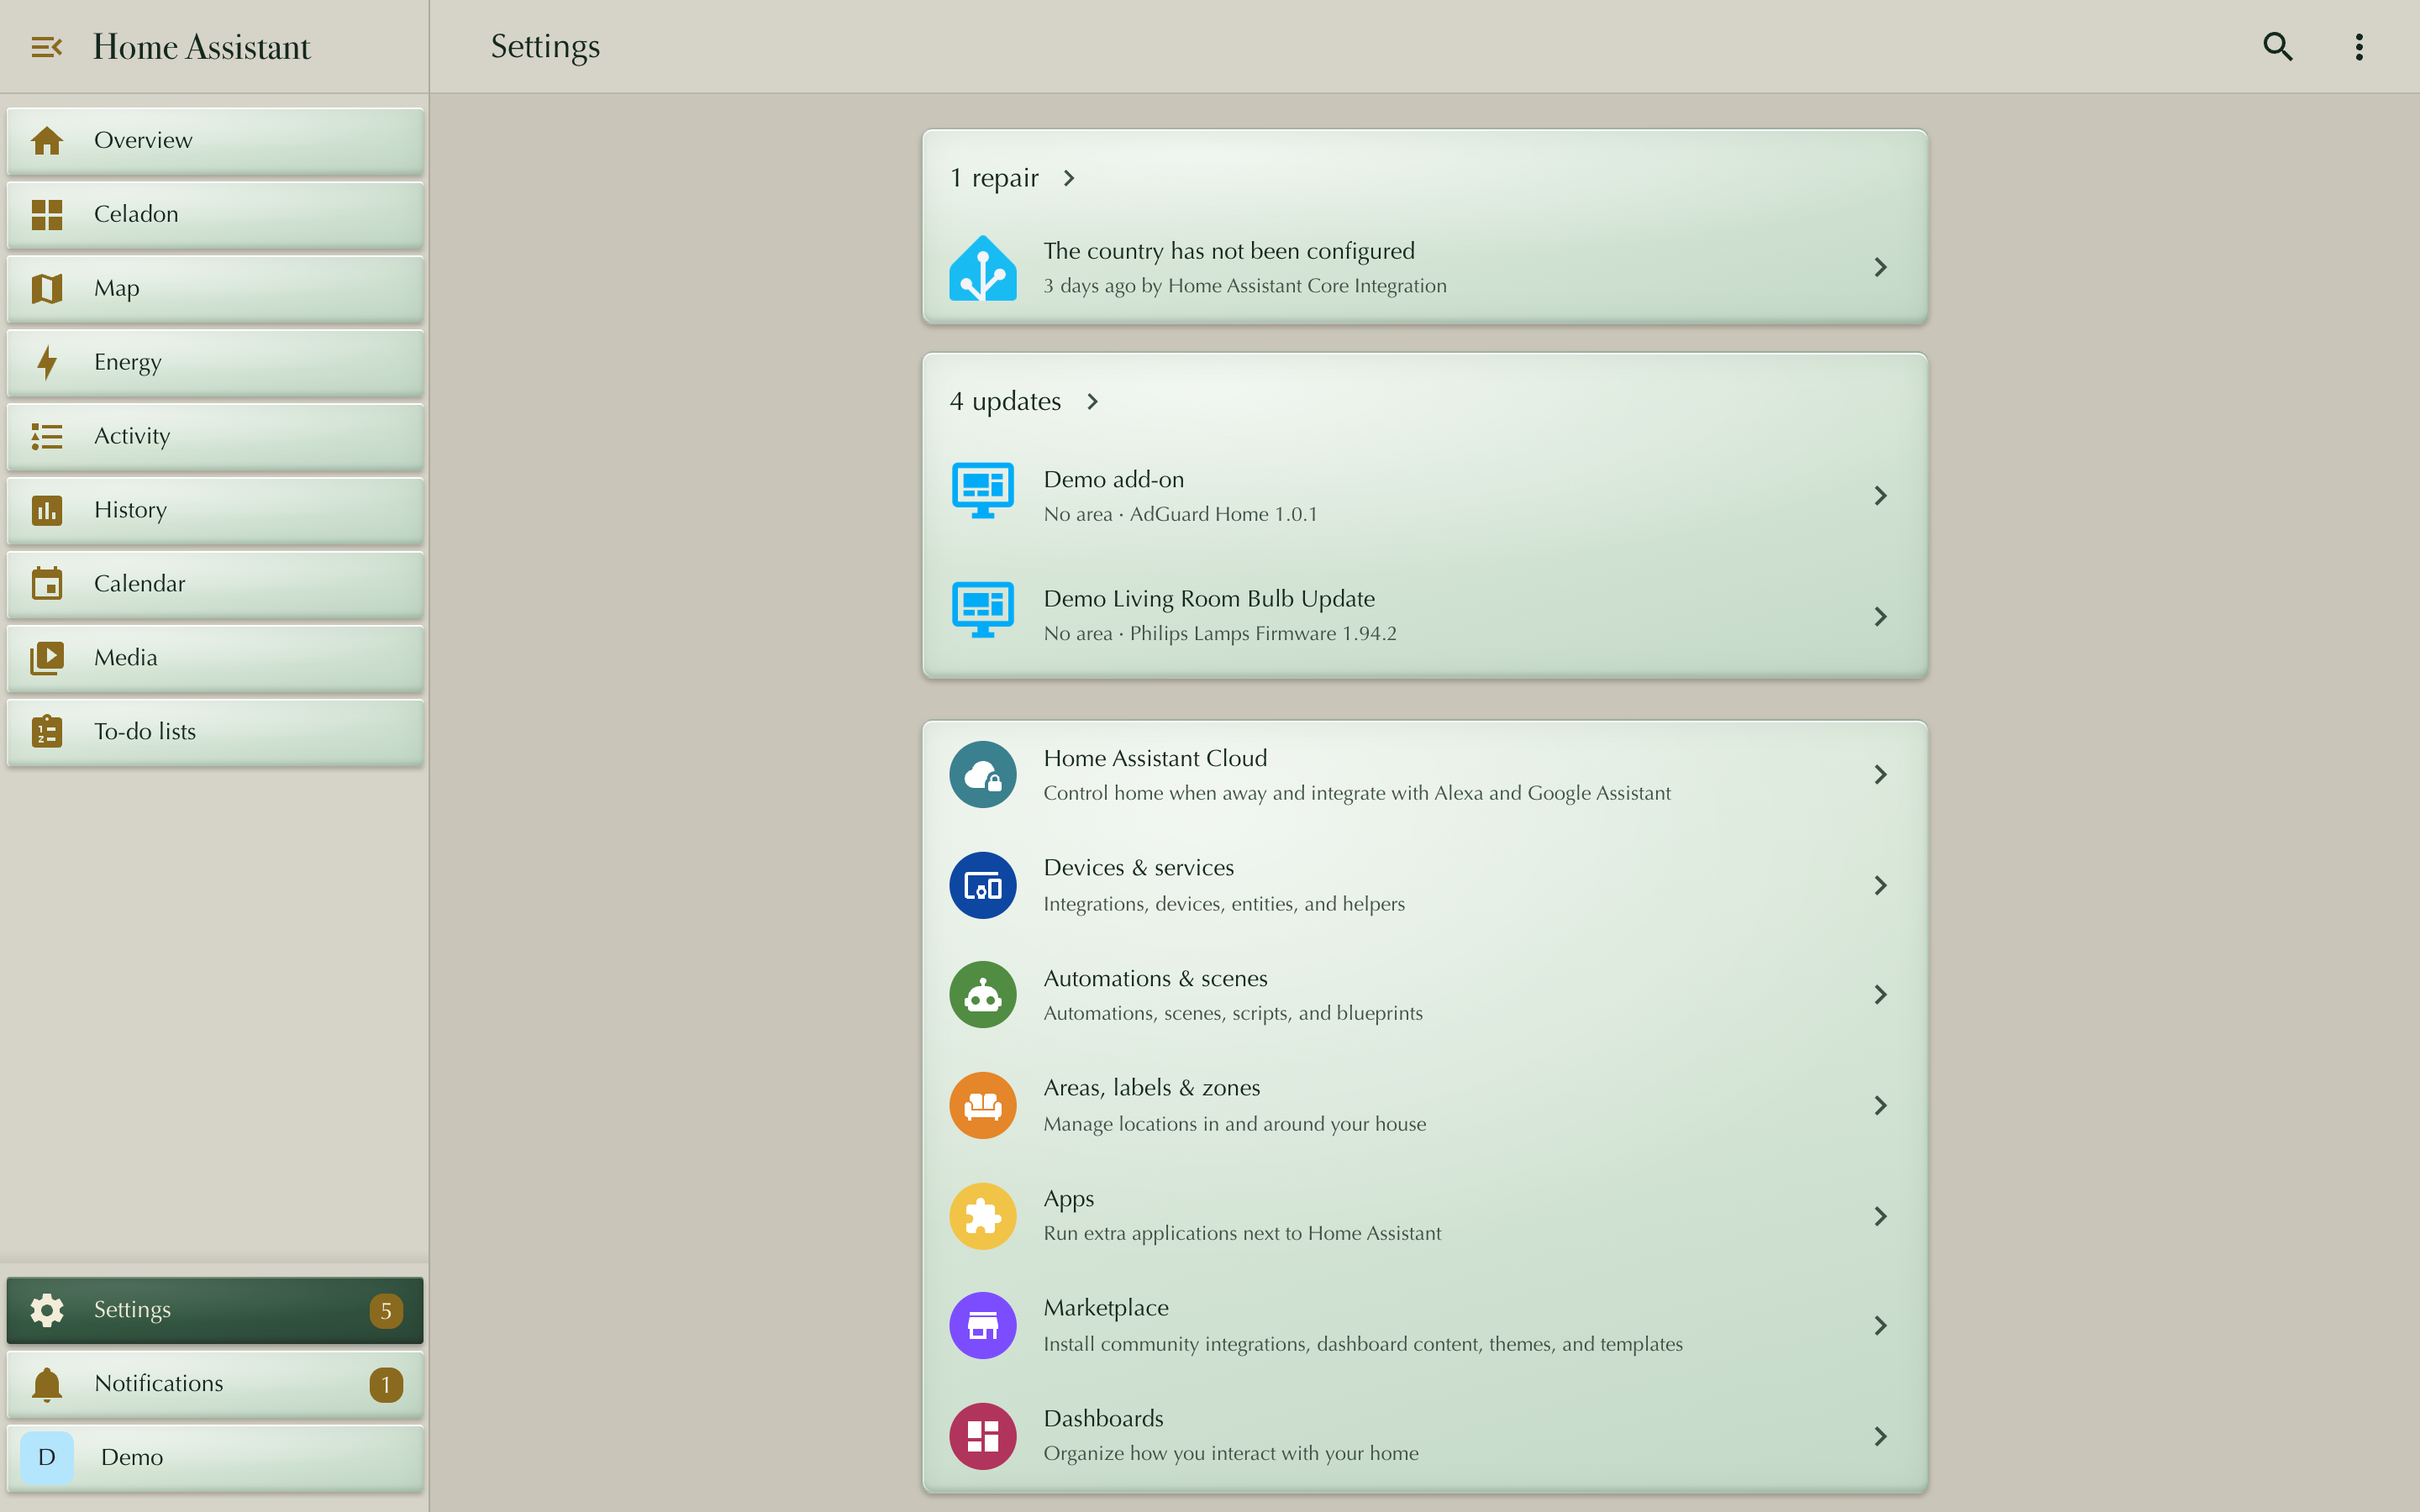 Home Assistant
Settings
Overview
Celadon
Map
Energy
Activity
History
Calendar
Media
To-do lists
Settings 5
Notifications 1
D Demo
1 repair
The country has not been configured
3 days ago by Home Assistant Core Integration
4 updates
Demo add-on
No area · AdGuard Home 1.0.1
Demo Living Room Bulb Update
No area · Philips Lamps Firmware 1.94.2
Home Assistant Cloud
Control home when away and integrate with Alexa and Google Assistant
Devices & services
Integrations, devices, entities, and helpers
Automations & scenes
Automations, scenes, scripts, and blueprints
Areas, labels & zones
Manage locations in and around your house
Apps
Run extra applications next to Home Assistant
Marketplace
Install community integrations, dashboard content, themes, and templates
Dashboards
Organize how you interact with your home